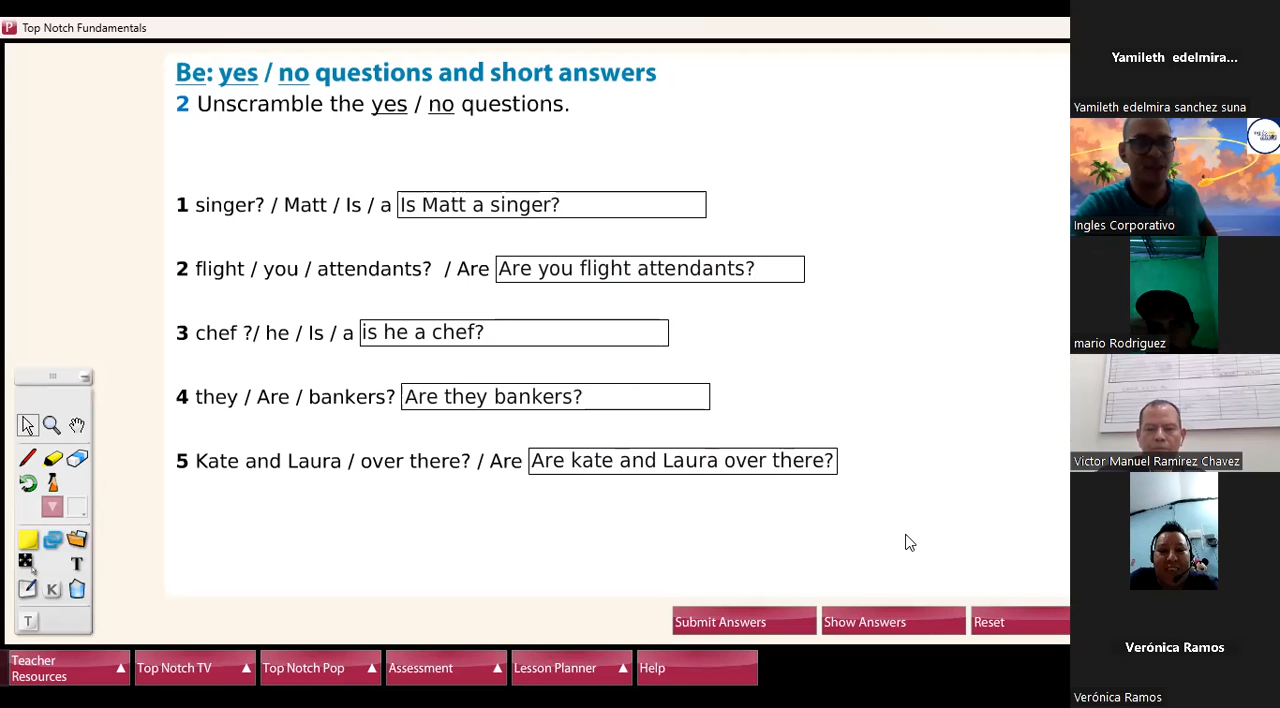 Top Notch Fundamentals
Be: yes / no questions and short answers
2 Unscramble the yes / no questions.
1 singer? / Matt / Is / a Is Matt a singer?
2 flight / you / attendants? / Are Are you flight attendants?
3 chef ?/ he / Is / a is he a chef?
4 they / Are / bankers? Are they bankers?
5 Kate and Laura / over there? / Are Are kate and Laura over there?
T
K
T
Submit Answers
Show Answers
Reset
Teacher Resources
Top Notch TV
Top Notch Pop
Assessment
Lesson Planner
Help
Yamileth edelmira...
Yamileth edelmira sanchez suna
Ingles Corporativo
mario Rodriguez
Victor Manuel Ramirez Chavez
Verónica Ramos
Verónica Ramos